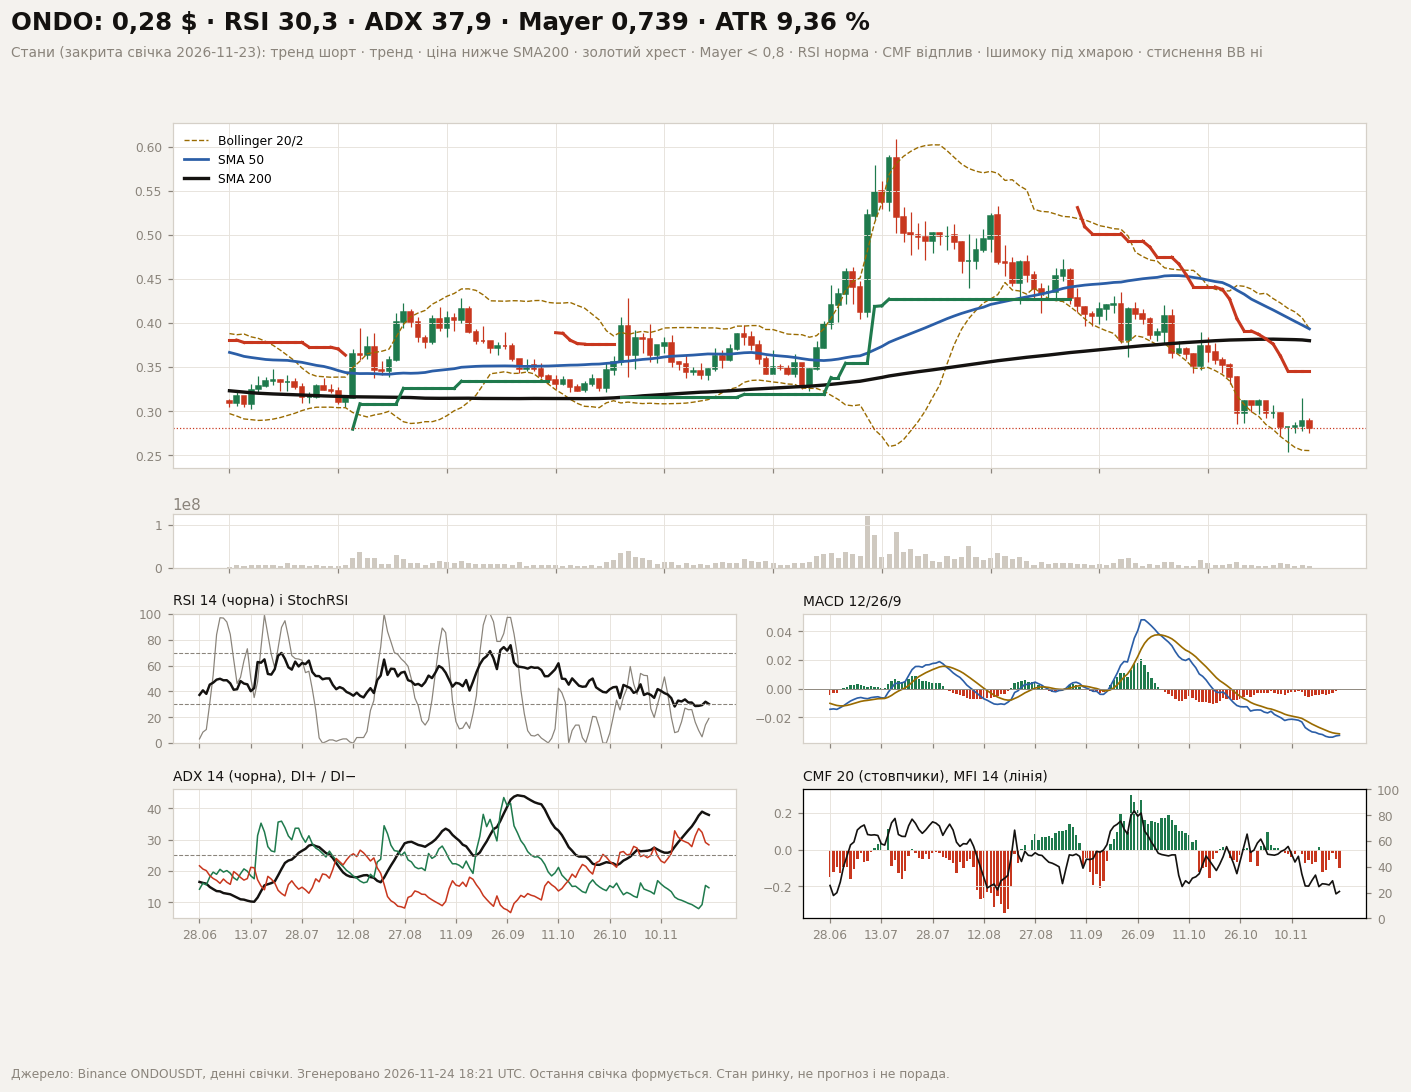 ONDO: 0,28 $ · RSI 30,3 · ADX 37,9 · Mayer 0,739 · ATR 9,36 %
Стани (закрита свічка 2026-11-23): тренд шорт · тренд · ціна нижче SMA200 · золотий хрест · Mayer < 0,8 · RSI норма · CMF відплив · Ішимоку під хмарою · стиснення BB ні
Bollinger 20/2
SMA 50
SMA 200
0.60
0.55
0.50
0.45
0.40
0.35
0.30
0.25
1e8
1
0
RSI 14 (чорна) і StochRSI
100
80
60
40
20
0
MACD 12/26/9
0.04
0.02
0.00
−0.02
ADX 14 (чорна), DI+ / DI−
40
30
20
10
28.06 13.07 28.07 12.08 27.08 11.09 26.09 11.10 26.10 10.11
CMF 20 (стовпчики), MFI 14 (лінія)
0.2
0.0
−0.2
100
80
60
40
20
0
28.06 13.07 28.07 12.08 27.08 11.09 26.09 11.10 26.10 10.11
Джерело: Binance ONDOUSDT, денні свічки. Згенеровано 2026-11-24 18:21 UTC. Остання свічка формується. Стан ринку, не прогноз і не порада.